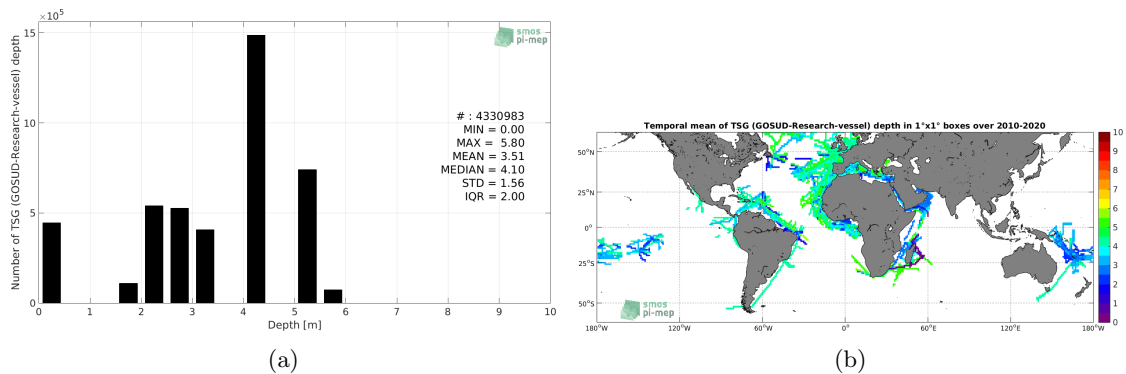 ×10⁵
15
10
5
0
Number of TSG (GOSUD-Research-vessel) depth
smos
pi-mep
# : 4330983
MIN = 0.00
MAX = 5.80
MEAN = 3.51
MEDIAN = 4.10
STD = 1.56
IQR = 2.00
0 1 2 3 4 5 6 7 8 9 10
Depth [m]
(a)
Temporal mean of TSG (GOSUD-Research-vessel) depth in 1°x1° boxes over 2010-2020
50°N
25°N
0°
25°S
50°S
smos
pi-mep
180°W 120°W 60°W 0° 60°E 120°E 180°W
10
9
8
7
6
5
4
3
2
1
0
(b)